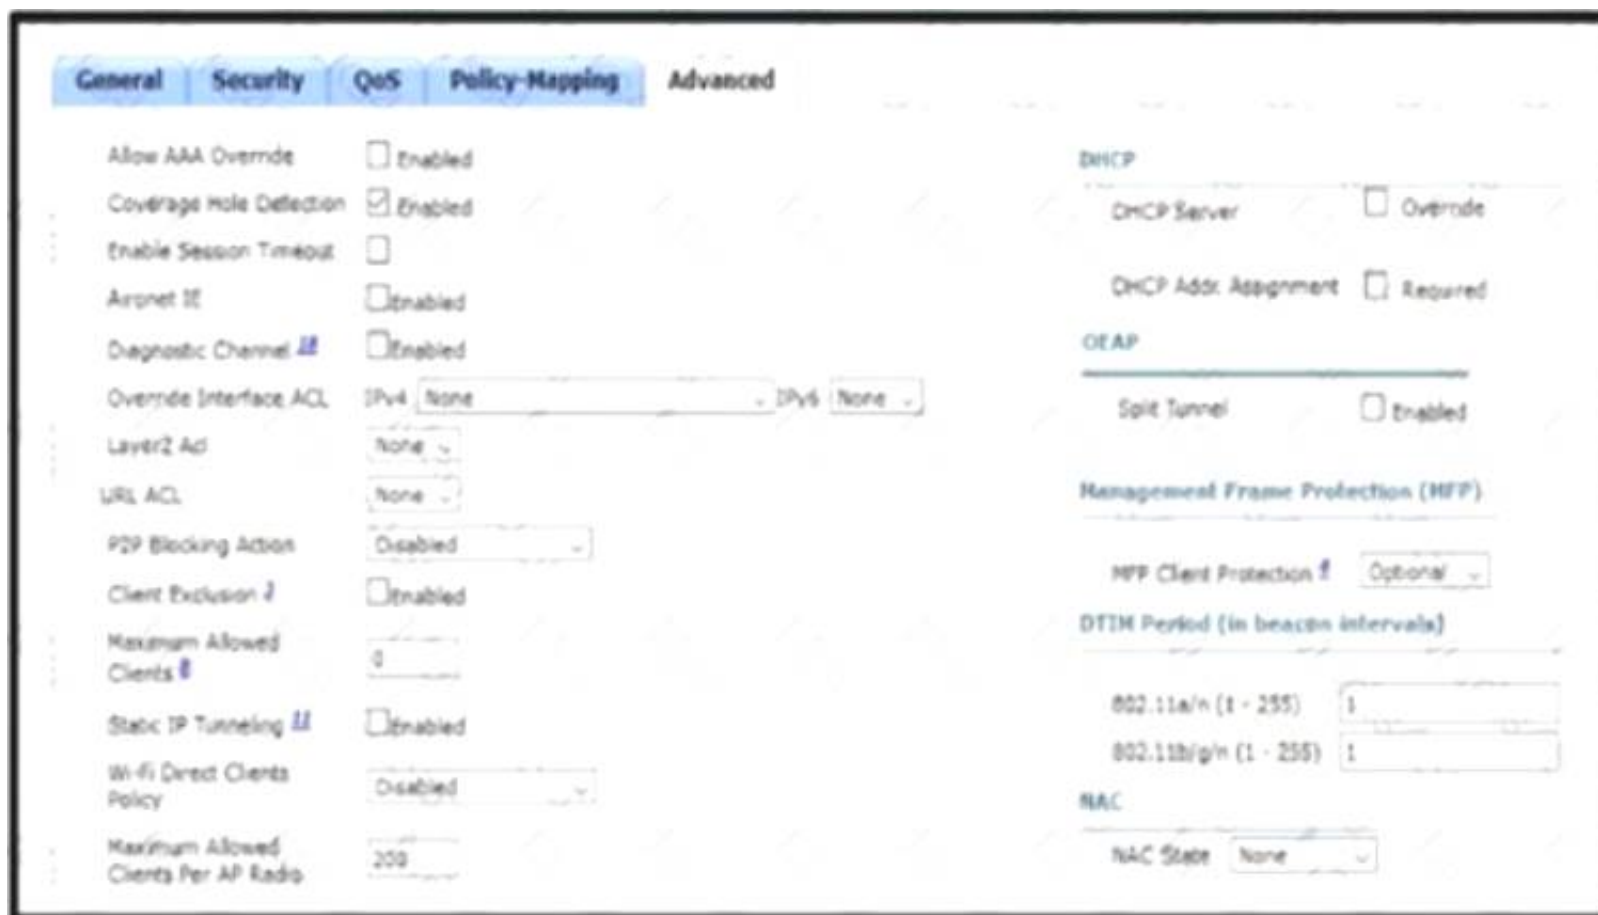 General Security QoS Policy-Mapping Advanced
Allow AAA Override Enabled
Coverage Hole Detection Enabled
Enable Session Timeout
Aironet IE Enabled
Diagnostic Channel 18 Enabled
Override Interface ACL IPv4 None IPv6 None
Layer2 Acl None
URL ACL None
P2P Blocking Action Disabled
Client Exclusion 3 Enabled
Maximum Allowed
Clients 8 0
Static IP Tunneling 11 Enabled
Wi-Fi Direct Clients
Policy Disabled
Maximum Allowed
Clients Per AP Radio 200
DHCP
DHCP Server Override
DHCP Addr. Assignment Required
OEAP
Split Tunnel Enabled
Management Frame Protection (MFP)
MFP Client Protection 4 Optional
DTIM Period (in beacon intervals)
802.11a/n (1 - 255) 1
802.11b/g/n (1 - 255) 1
NAC
NAC State None